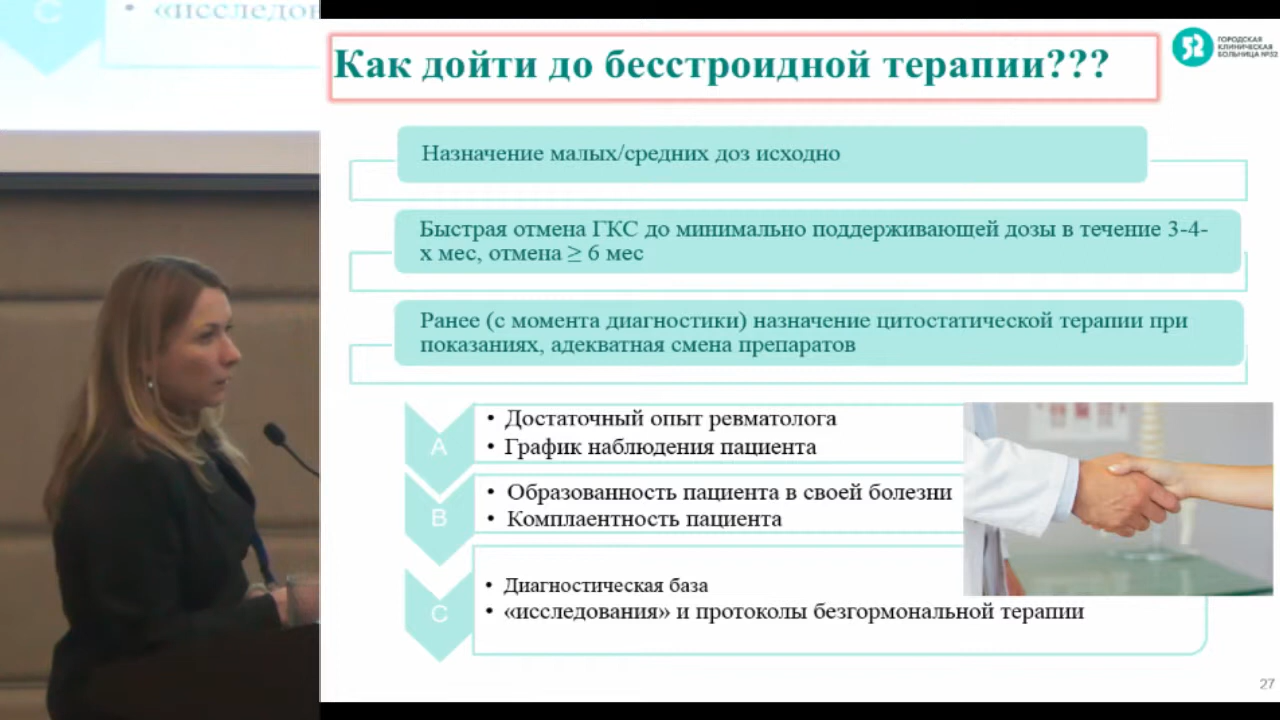 С
• «исследов
Как дойти до бесстроидной терапии???
52
ГОРОДСКАЯ
КЛИНИЧЕСКАЯ
БОЛЬНИЦА №52
Назначение малых/средних доз исходно
Быстрая отмена ГКС до минимально поддерживающей дозы в течение 3-4-
х мес, отмена ≥ 6 мес
Ранее (с момента диагностики) назначение цитостатической терапии при
показаниях, адекватная смена препаратов
A
• Достаточный опыт ревматолога
• График наблюдения пациента
B
• Образованность пациента в своей болезни
• Комплаентность пациента
C
• Диагностическая база
• «исследования» и протоколы безгормональной терапии
27